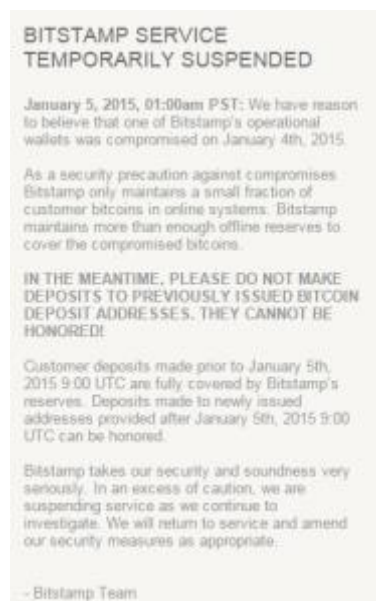 BITSTAMP SERVICE
TEMPORARILY SUSPENDED
January 5, 2015, 01:00am PST: We have reason
to believe that one of Bitstamp's operational
wallets was compromised on January 4th, 2015.
As a security precaution against compromises
Bitstamp only maintains a small fraction of
customer bitcoins in online systems. Bitstamp
maintains more than enough offline reserves to
cover the compromised bitcoins.
IN THE MEANTIME, PLEASE DO NOT MAKE
DEPOSITS TO PREVIOUSLY ISSUED BITCOIN
DEPOSIT ADDRESSES. THEY CANNOT BE
HONORED!
Customer deposits made prior to January 5th,
2015 9:00 UTC are fully covered by Bitstamp's
reserves. Deposits made to newly issued
addresses provided after January 5th, 2015 9:00
UTC can be honored.
Bitstamp takes our security and soundness very
seriously. In an excess of caution, we are
suspending service as we continue to
investigate. We will return to service and amend
our security measures as appropriate.
- Bitstamp Team